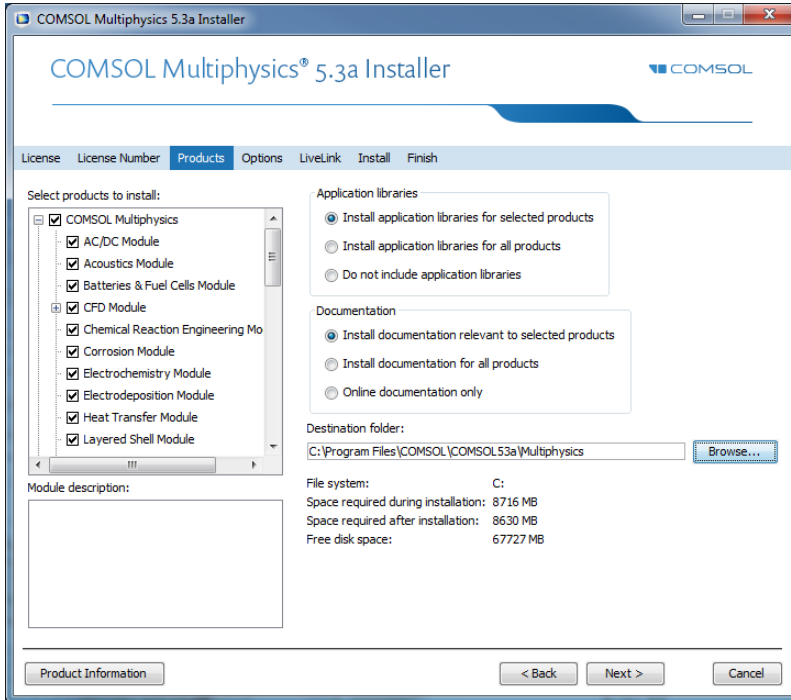 COMSOL Multiphysics 5.3a Installer
COMSOL Multiphysics® 5.3a Installer
COMSOL
License License Number Products Options LiveLink Install Finish
Select products to install:
COMSOL Multiphysics
AC/DC Module
Acoustics Module
Batteries & Fuel Cells Module
CFD Module
Chemical Reaction Engineering Mo
Corrosion Module
Electrochemistry Module
Electrodeposition Module
Heat Transfer Module
Layered Shell Module
Module description:
Application libraries
Install application libraries for selected products
Install application libraries for all products
Do not include application libraries
Documentation
Install documentation relevant to selected products
Install documentation for all products
Online documentation only
Destination folder:
C:\Program Files\COMSOL\COMSOL53a\Multiphysics Browse...
File system: C:
Space required during installation: 8716 MB
Space required after installation: 8630 MB
Free disk space: 67727 MB
Product Information < Back Next > Cancel